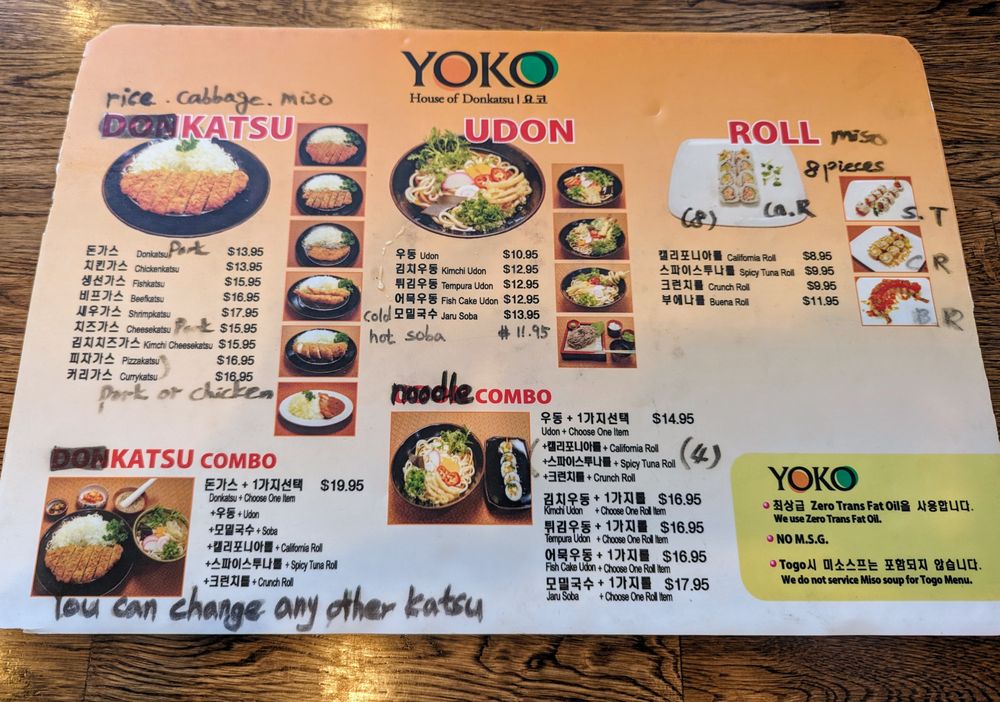 YOKO
House of Donkatsu | 요코
rice . cabbage . miso
DONKATSU
돈가스 Donkatsu Pork $13.95
치킨가스 Chickenkatsu $13.95
생선가스 Fishkatsu $15.95
비프가스 Beefkatsu $16.95
새우가스 Shrimpkatsu $17.95
치즈가스 Cheesekatsu Pork $15.95
김치치즈가스 Kimchi Cheesekatsu $15.95
피자가스 Pizzakatsu $16.95
커리가스 Currykatsu $16.95
Pork or chicken
UDON
우동 Udon $10.95
김치우동 Kimchi Udon $12.95
튀김우동 Tempura Udon $12.95
어묵우동 Fish Cake Udon $12.95
cold 모밀국수 Jaru Soba $13.95
hot soba # 11.95
ROLL miso
8 pieces
(8) Ca.R
S.T
R
B R
캘리포니아롤 California Roll $8.95
스파이스투나롤 Spicy Tuna Roll $9.95
크런치롤 Crunch Roll $9.95
부에나롤 Buena Roll $11.95
DONKATSU COMBO
돈가스 + 1가지선택 $19.95
Donkatsu + Choose One Item
+우동 + Udon
+모밀국수 + Soba
+캘리포니아롤 + California Roll
+스파이스투나롤 + Spicy Tuna Roll
+크런치롤 + Crunch Roll
You can change any other katsu
noodle COMBO
우동 + 1가지선택 $14.95
Udon + Choose One Item
+캘리포니아롤 + California Roll
+스파이스투나롤 + Spicy Tuna Roll (4)
+크런치롤 + Crunch Roll
김치우동 + 1가지롤 $16.95
Kimchi Udon + Choose One Roll Item
튀김우동 + 1가지롤 $16.95
Tempura Udon + Choose One Roll Item
어묵우동 + 1가지롤 $16.95
Fish Cake Udon + Choose One Roll Item
모밀국수 + 1가지롤 $17.95
Jaru Soba + Choose One Roll Item
YOKO
최상급 Zero Trans Fat Oil을 사용합니다.
We use Zero Trans Fat Oil.
NO M.S.G.
Togo시 미소스프는 포함되지 않습니다.
We do not service Miso soup for Togo Menu.